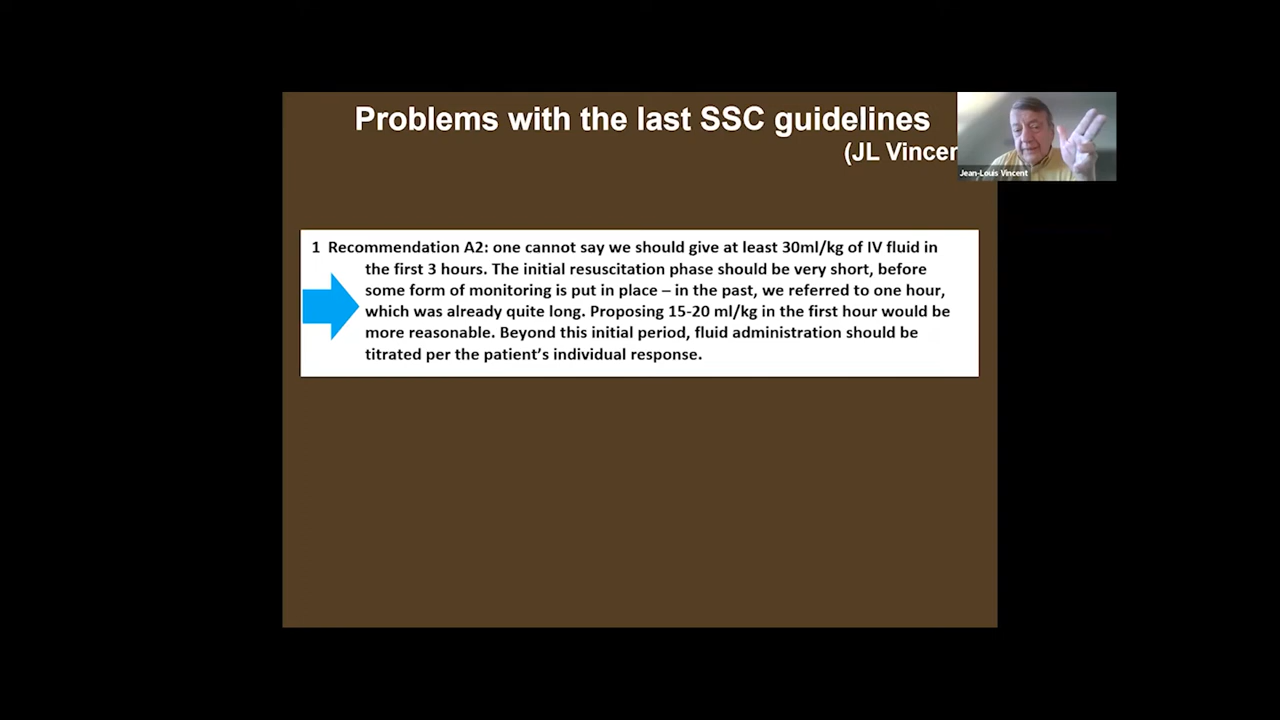 Problems with the last SSC guidelines
(JL Vincen
Jean-Louis Vincent
1 Recommendation A2: one cannot say we should give at least 30ml/kg of IV fluid in
the first 3 hours. The initial resuscitation phase should be very short, before
some form of monitoring is put in place – in the past, we referred to one hour,
which was already quite long. Proposing 15-20 ml/kg in the first hour would be
more reasonable. Beyond this initial period, fluid administration should be
titrated per the patient’s individual response.